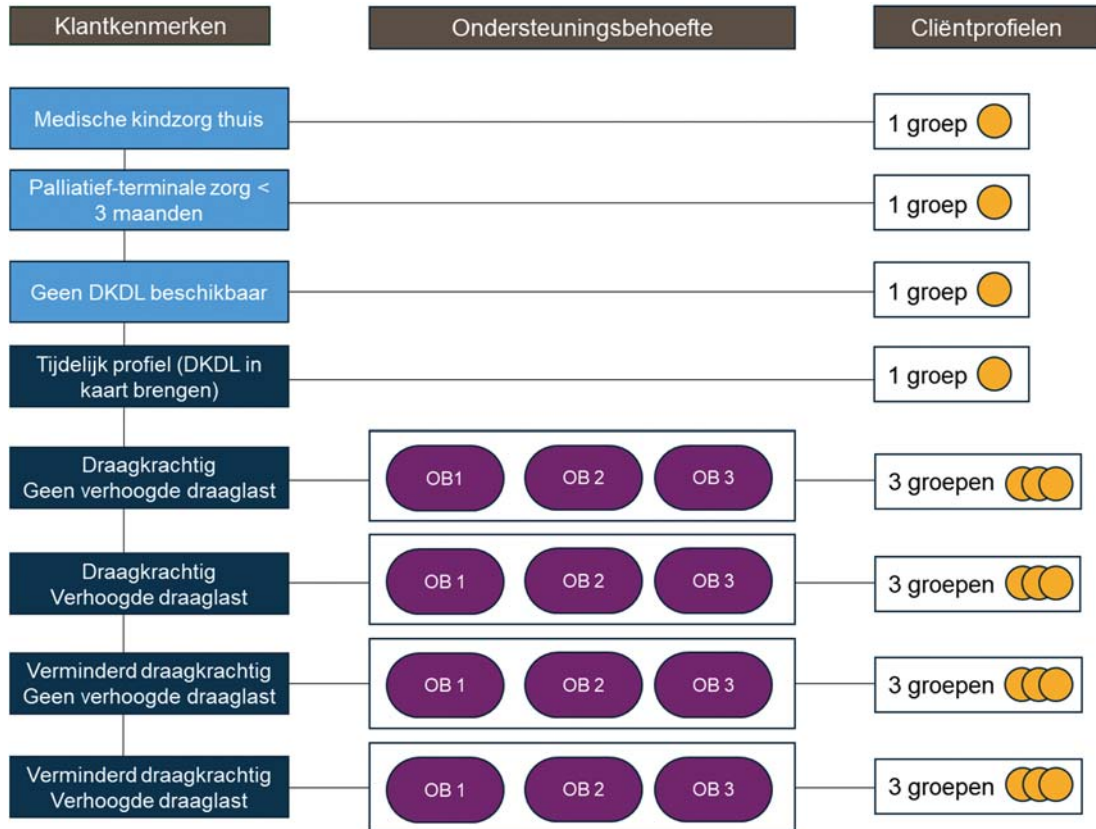 Klantkenmerken
Ondersteuningsbehoefte
Cliëntprofielen
Medische kindzorg thuis
1 groep
Palliatief-terminale zorg <
3 maanden
1 groep
Geen DKDL beschikbaar
1 groep
Tijdelijk profiel (DKDL in
kaart brengen)
1 groep
Draagkrachtig
Geen verhoogde draaglast
OB1
OB 2
OB 3
3 groepen
Draagkrachtig
Verhoogde draaglast
OB 1
OB 2
OB 3
3 groepen
Verminderd draagkrachtig
Geen verhoogde draaglast
OB 1
OB 2
OB 3
3 groepen
Verminderd draagkrachtig
Verhoogde draaglast
OB 1
OB 2
OB 3
3 groepen